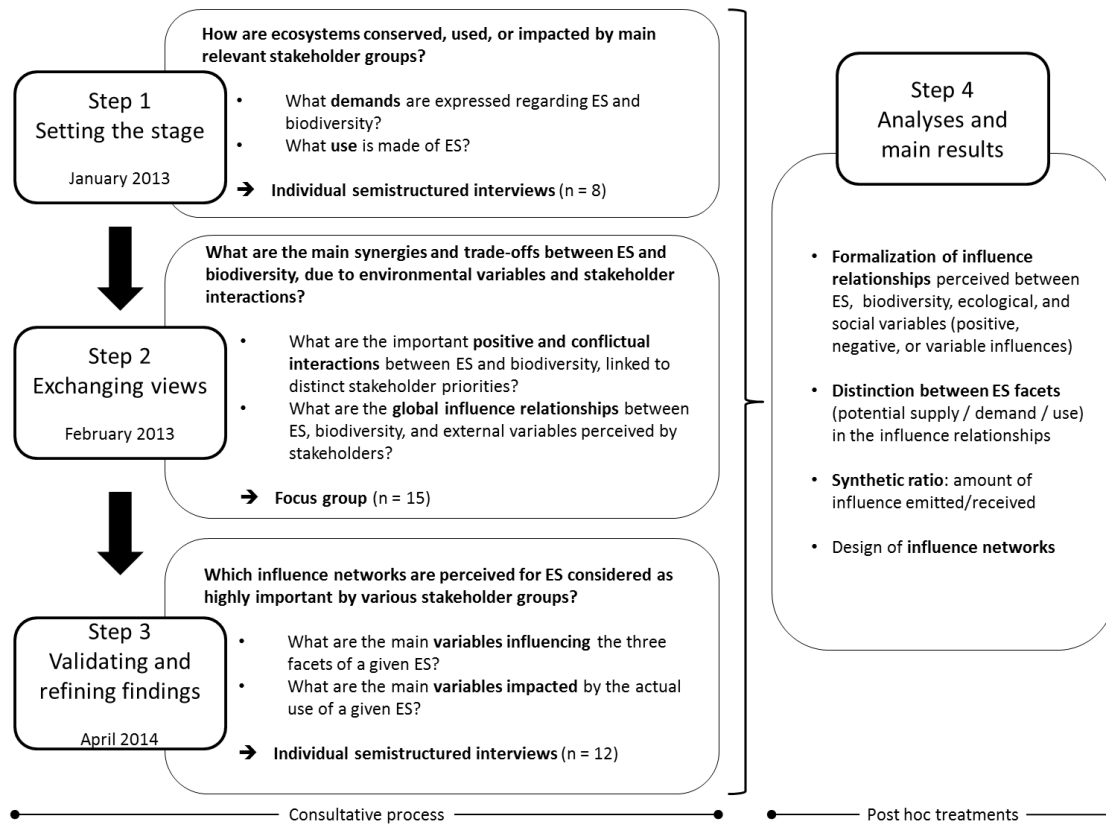 How are ecosystems conserved, used, or impacted by main
relevant stakeholder groups?
Step 1
Setting the stage
January 2013
• What demands are expressed regarding ES and
biodiversity?
• What use is made of ES?
➔ Individual semistructured interviews (n = 8)
What are the main synergies and trade-offs between ES and
biodiversity, due to environmental variables and stakeholder
interactions?
Step 2
Exchanging views
February 2013
• What are the important positive and conflictual
interactions between ES and biodiversity, linked to
distinct stakeholder priorities?
• What are the global influence relationships between
ES, biodiversity, and external variables perceived by
stakeholders?
➔ Focus group (n = 15)
Which influence networks are perceived for ES considered as
highly important by various stakeholder groups?
Step 3
Validating and
refining findings
April 2014
• What are the main variables influencing the three
facets of a given ES?
• What are the main variables impacted by the actual
use of a given ES?
➔ Individual semistructured interviews (n = 12)
Step 4
Analyses and
main results
• Formalization of influence
relationships perceived between
ES, biodiversity, ecological, and
social variables (positive,
negative, or variable influences)
• Distinction between ES facets
(potential supply / demand / use)
in the influence relationships
• Synthetic ratio: amount of
influence emitted/received
• Design of influence networks
Consultative process
Post hoc treatments